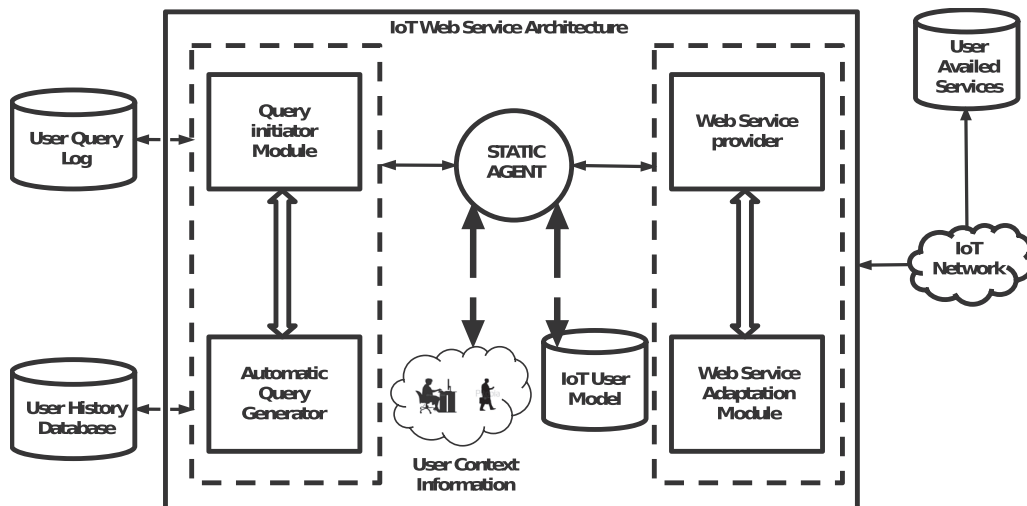 IoT Web Service Architecture
User
Availed
Services
Query
initiator
Module
Web Service
provider
User Query
Log
STATIC
AGENT
IoT
Network
Automatic
Query
Generator
IoT User
Model
Web Service
Adaptation
Module
User History
Database
User Context
Information